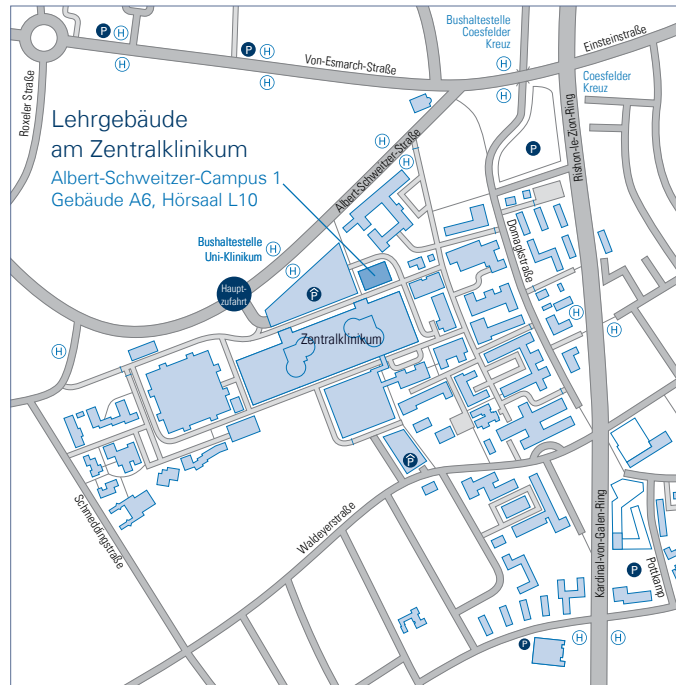 P
H
H
P
H
H
Bushaltestelle
Coesfelder
Kreuz
H
H
Einsteinstraße
Von-Esmarch-Straße
Coesfelder
Kreuz
Roxeler Straße
Rishon-le-Zion-Ring
Lehrgebäude
am Zentralklinikum
Albert-Schweitzer-Campus 1
Gebäude A6, Hörsaal L10
Albert-Schweitzer-Straße
H
H
P
Domagkstraße
Bushaltestelle
Uni-Klinikum
H
H
Haupt-
zufahrt
P
H
H
H
Zentralklinikum
P
Schmeddingstraße
Waldeyerstraße
Kardinal-von-Galen-Ring
Pottkamp
P
P
H
H